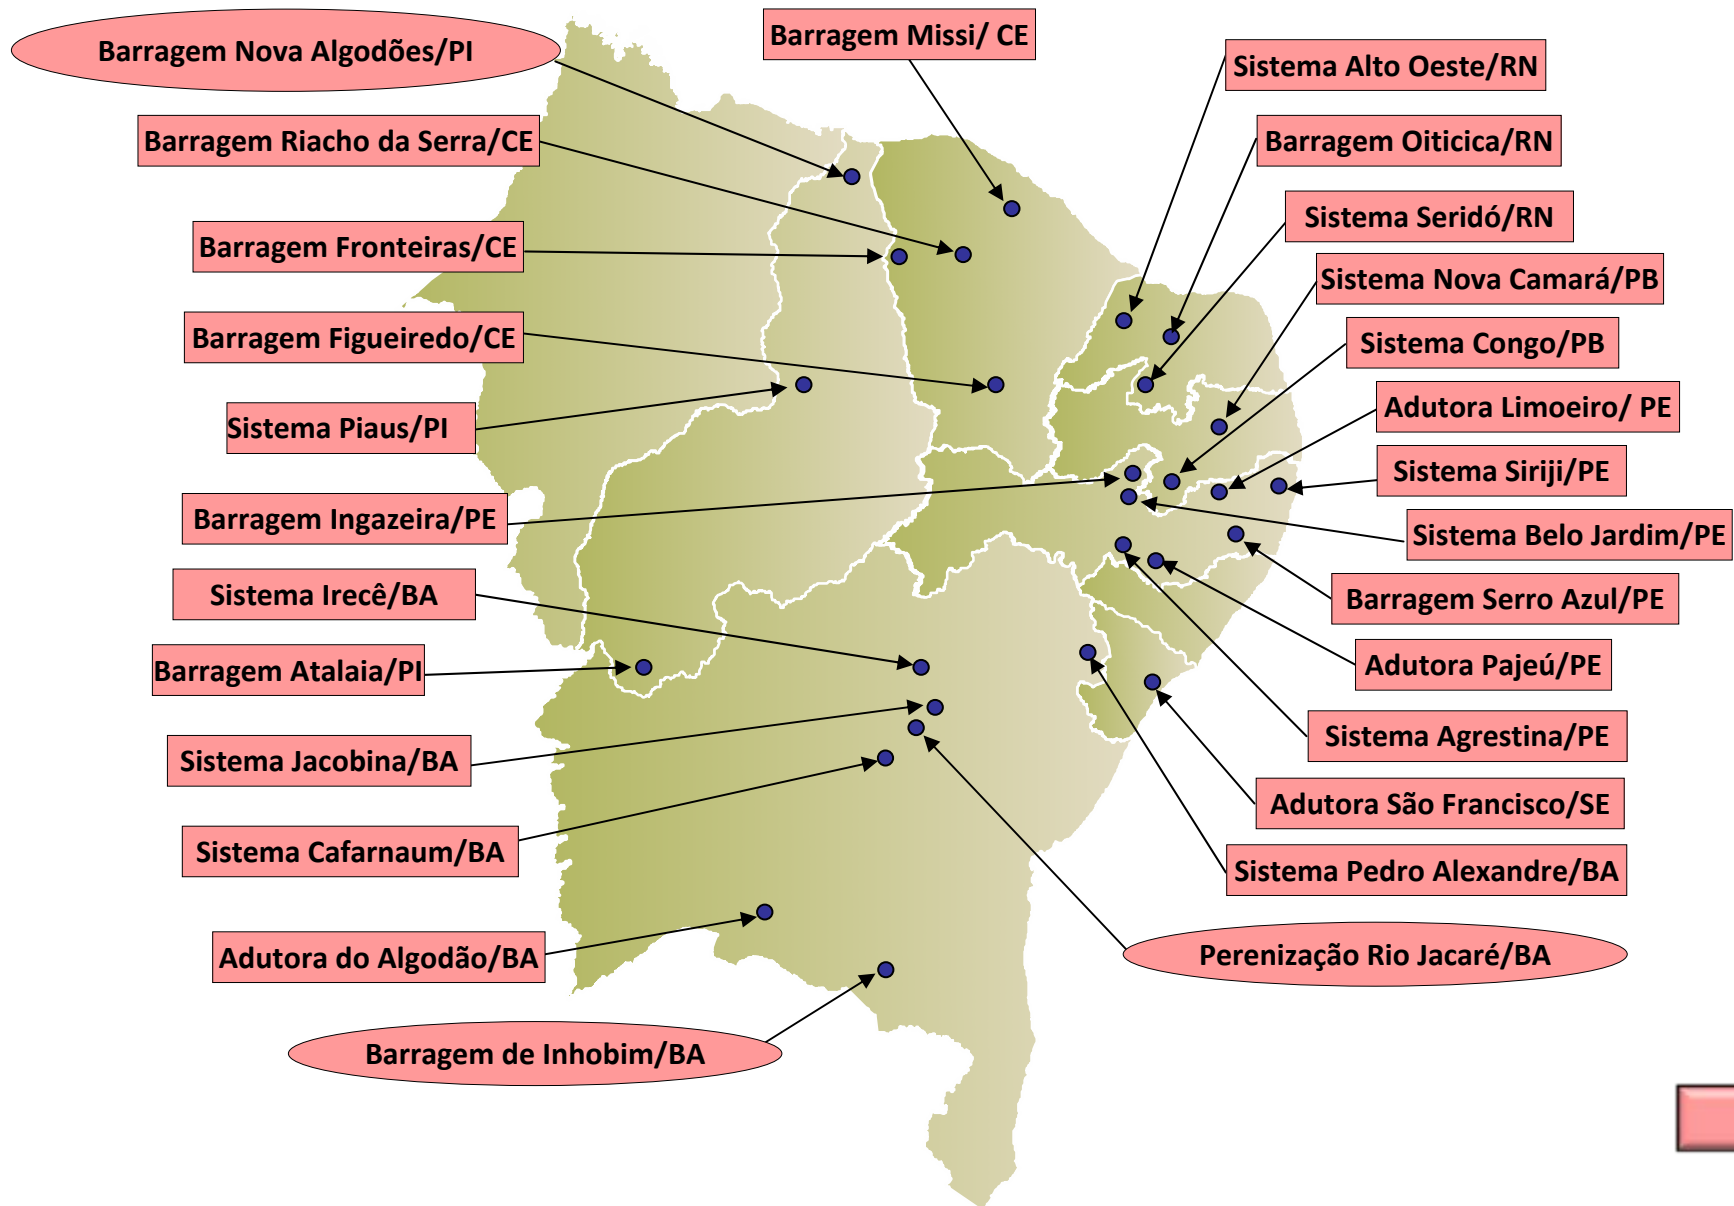 Barragem Nova Algodões/PI
Barragem Missi/ CE
Sistema Alto Oeste/RN
Barragem Riacho da Serra/CE
Barragem Oiticica/RN
Sistema Seridó/RN
Barragem Fronteiras/CE
Sistema Nova Camará/PB
Barragem Figueiredo/CE
Sistema Congo/PB
Adutora Limoeiro/ PE
Sistema Piaus/PI
Sistema Siriji/PE
Barragem Ingazeira/PE
Sistema Belo Jardim/PE
Sistema Irecê/BA
Barragem Serro Azul/PE
Barragem Atalaia/PI
Adutora Pajeú/PE
Sistema Agrestina/PE
Sistema Jacobina/BA
Adutora São Francisco/SE
Sistema Cafarnaum/BA
Sistema Pedro Alexandre/BA
Adutora do Algodão/BA
Perenização Rio Jacaré/BA
Barragem de Inhobim/BA